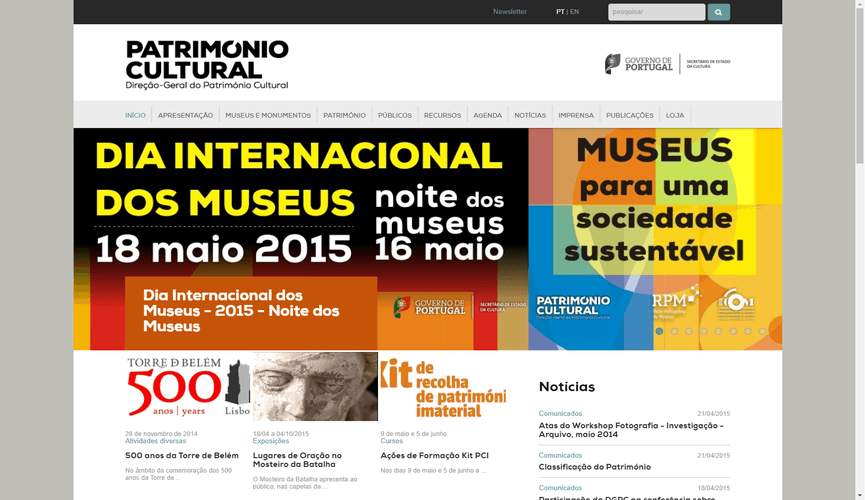 Newsletter
PT | EN
pesquisar
PATRIMÓNIO
CULTURAL
Direção-Geral do Património Cultural
GOVERNO DE
PORTUGAL
SECRETÁRIO DE ESTADO
DA CULTURA
INÍCIO
APRESENTAÇÃO
MUSEUS E MONUMENTOS
PATRIMÓNIO
PÚBLICOS
RECURSOS
AGENDA
NOTÍCIAS
IMPRENSA
PUBLICAÇÕES
LOJA
DIA INTERNACIONAL
DOS MUSEUS
18 maio 2015
noite dos
museus
16 maio
MUSEUS
para uma
sociedade
sustentável
Dia Internacional dos
Museus - 2015 - Noite dos
Museus
GOVERNO DE
PORTUGAL
SECRETÁRIO DE ESTADO
DA CULTURA
PATRIMÓNIO
CULTURAL
Direção-Geral do Património Cultural
RPM
TORRE DE BELÉM
500
anos | years
Lisbo
Kit de
recolha
de patrimóni
imaterial
28 de novembro de 2014
Atividades diversas
500 anos da Torre de Belém
No âmbito da comemoração dos 500
anos da Torre de ...
18/04 a 04/10/2015
Exposições
Lugares de Oração no
Mosteiro da Batalha
O Mosteiro da Batalha apresenta ao
público, nas capelas da ...
9 de maio e 5 de junho
Cursos
Ações de Formação Kit PCI
Nos dias 9 de maio e 5 de junho a ...
Notícias
Comunicados
21/04/2015
Atas do Workshop Fotografia - Investigação -
Arquivo, maio 2014
Comunicados
21/04/2015
Classificação do Património
Comunicados
18/04/2015
Participação da DGPC na conferência sobre